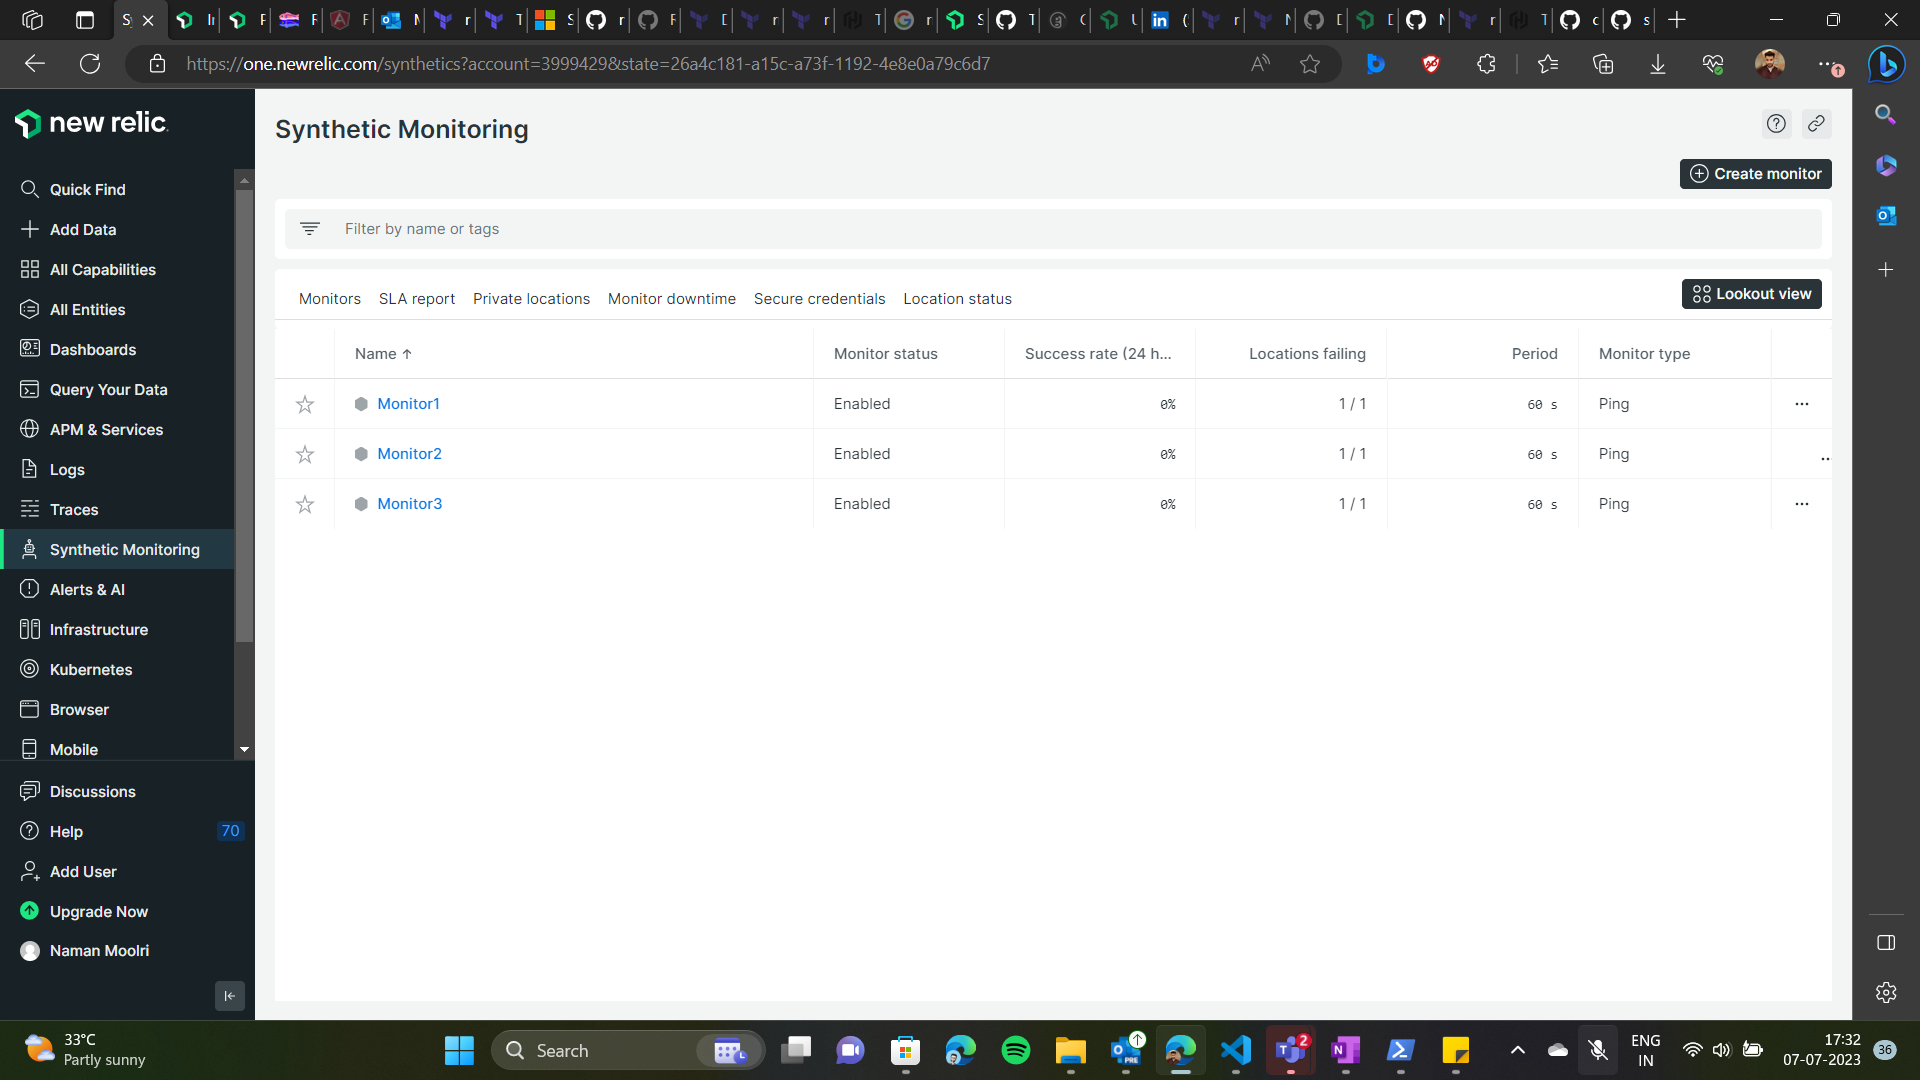 https://one.newrelic.com/synthetics?account=3999429&state=26a4c181-a15c-a73f-1192-4e8e0a79c6d7
new relic
Quick Find
Add Data
All Capabilities
All Entities
Dashboards
Query Your Data
APM & Services
Logs
Traces
Synthetic Monitoring
Alerts & AI
Infrastructure
Kubernetes
Browser
Mobile
Discussions
Help 70
Add User
Upgrade Now
Naman Moolri
Synthetic Monitoring
Create monitor
Filter by name or tags
Monitors SLA report Private locations Monitor downtime Secure credentials Location status Lookout view
Name ↑ Monitor status Success rate (24 h... Locations failing Period Monitor type
Monitor1 Enabled 0% 1 / 1 60 s Ping ...
Monitor2 Enabled 0% 1 / 1 60 s Ping ...
Monitor3 Enabled 0% 1 / 1 60 s Ping ...
33°C
Partly sunny
Search
2
ENG
IN
17:32
07-07-2023
36